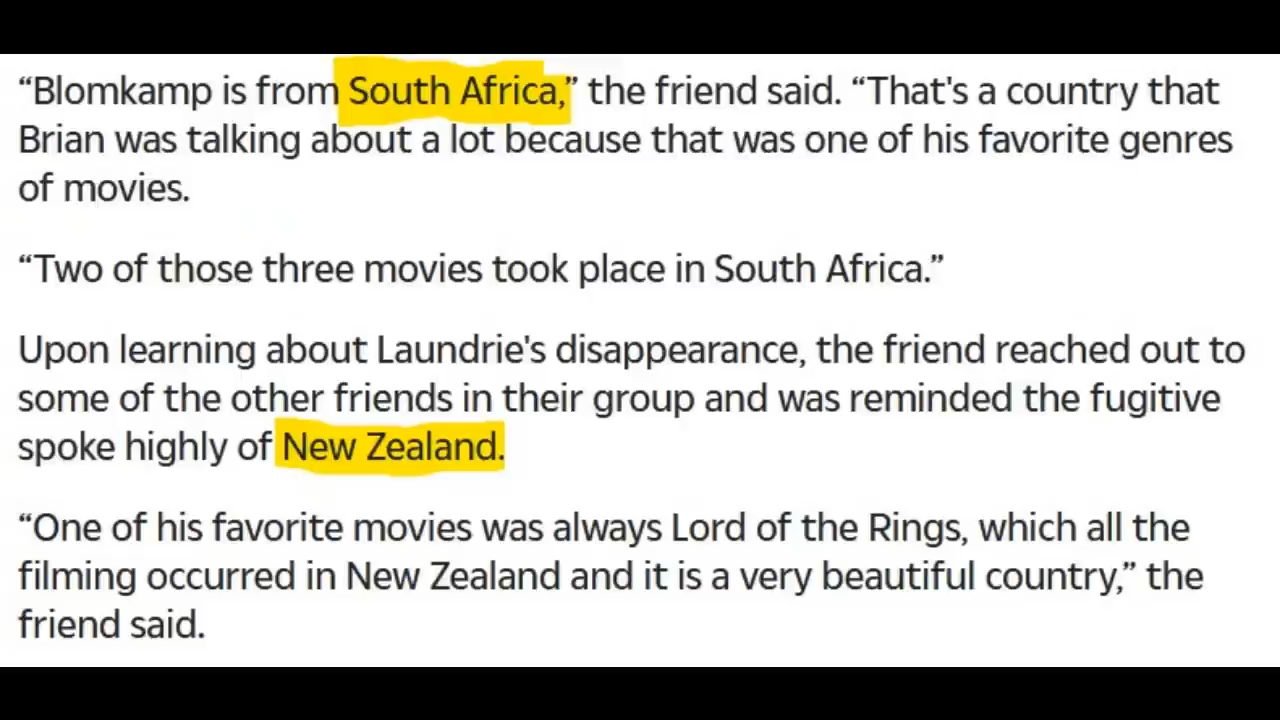 “Blomkamp is from South Africa,” the friend said. “That's a country that
Brian was talking about a lot because that was one of his favorite genres
of movies.
“Two of those three movies took place in South Africa.”
Upon learning about Laundrie's disappearance, the friend reached out to
some of the other friends in their group and was reminded the fugitive
spoke highly of New Zealand.
“One of his favorite movies was always Lord of the Rings, which all the
filming occurred in New Zealand and it is a very beautiful country,” the
friend said.